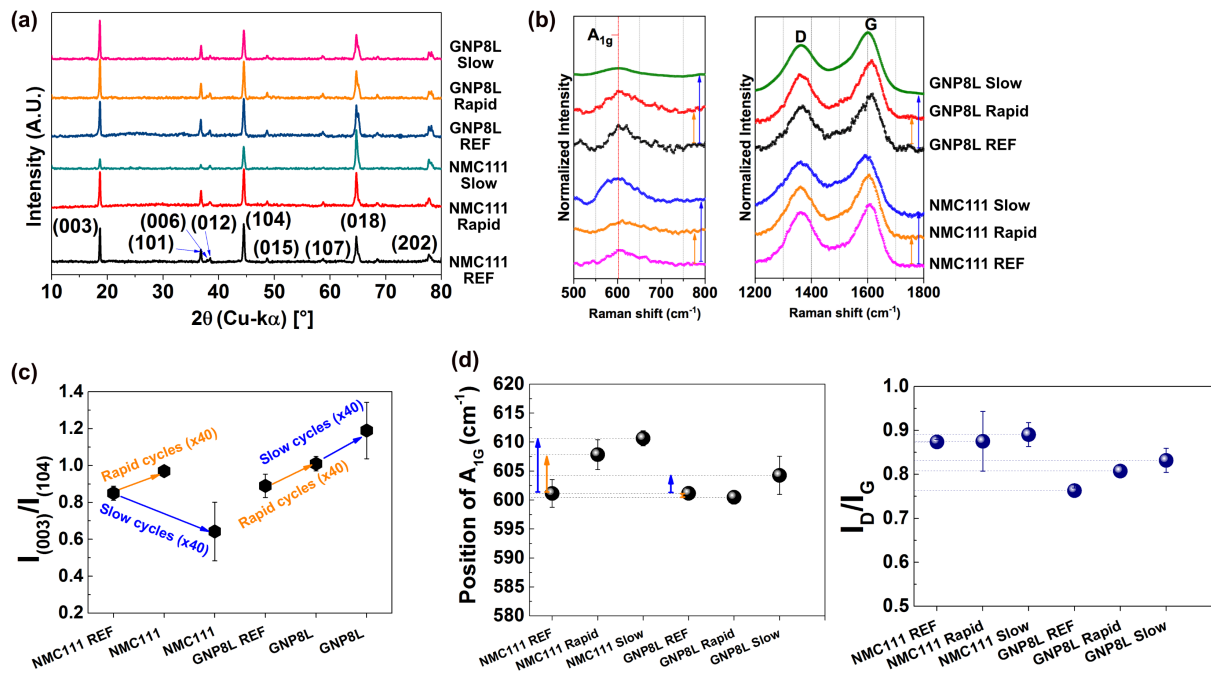 (a)
Intensity (A.U.)
GNP8L
Slow
GNP8L
Rapid
GNP8L
REF
NMC111
Slow
NMC111
Rapid
NMC111
REF
(003)
(006)
(012)
(101)
(104)
(015)
(107)
(018)
(202)
10 20 30 40 50 60 70 80
2θ (Cu-kα) [°]
(b)
Normalized Intensity
A1g
500 600 700 800
Raman shift (cm-1)
Normalized Intensity
D
G
GNP8L Slow
GNP8L Rapid
GNP8L REF
NMC111 Slow
NMC111 Rapid
NMC111 REF
1200 1400 1600 1800
Raman shift (cm-1)
(c)
I(003)/I(104)
1.4
1.2
1.0
0.8
0.6
0.4
0.2
Rapid cycles (x40)
Slow cycles (x40)
Slow cycles (x40)
Rapid cycles (x40)
NMC111 REF
NMC111
NMC111
GNP8L REF
GNP8L
GNP8L
(d)
Position of A1G (cm-1)
620
615
610
605
600
595
590
585
580
NMC111 REF
NMC111 Rapid
NMC111 Slow
GNP8L REF
GNP8L Rapid
GNP8L Slow
ID/IG
1.0
0.9
0.8
0.7
0.6
0.5
NMC111 REF
NMC111 Rapid
NMC111 Slow
GNP8L REF
GNP8L Rapid
GNP8L Slow